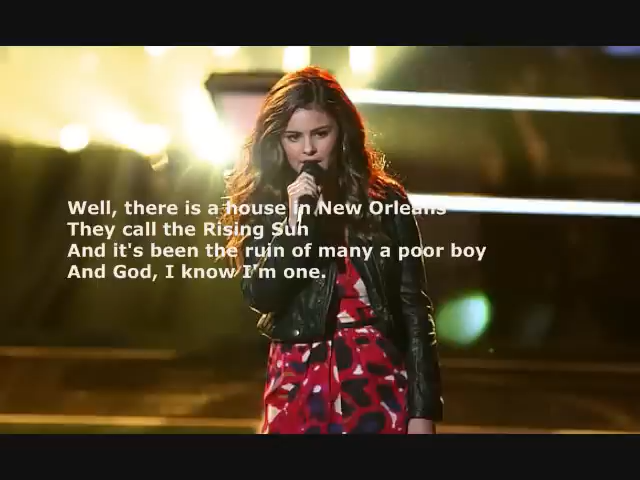 Well, there is a house in New Orleans
They call the Rising Sun
And it's been the ruin of many a poor boy
And God, I know I'm one.